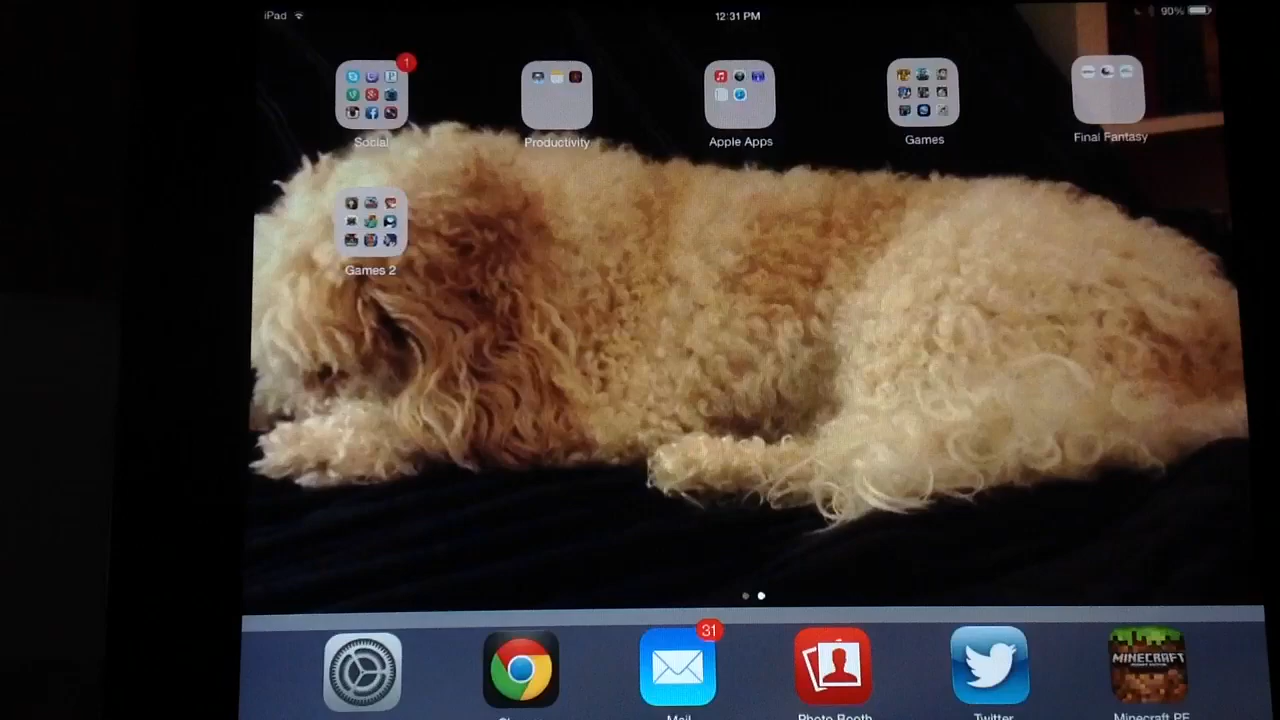 iPad
12:31 PM
90%
1
Social
Productivity
Apple Apps
Games
Final Fantasy
Games 2
31
MINECRAFT
Mail
Photo Booth
Twitter
Minecraft PE